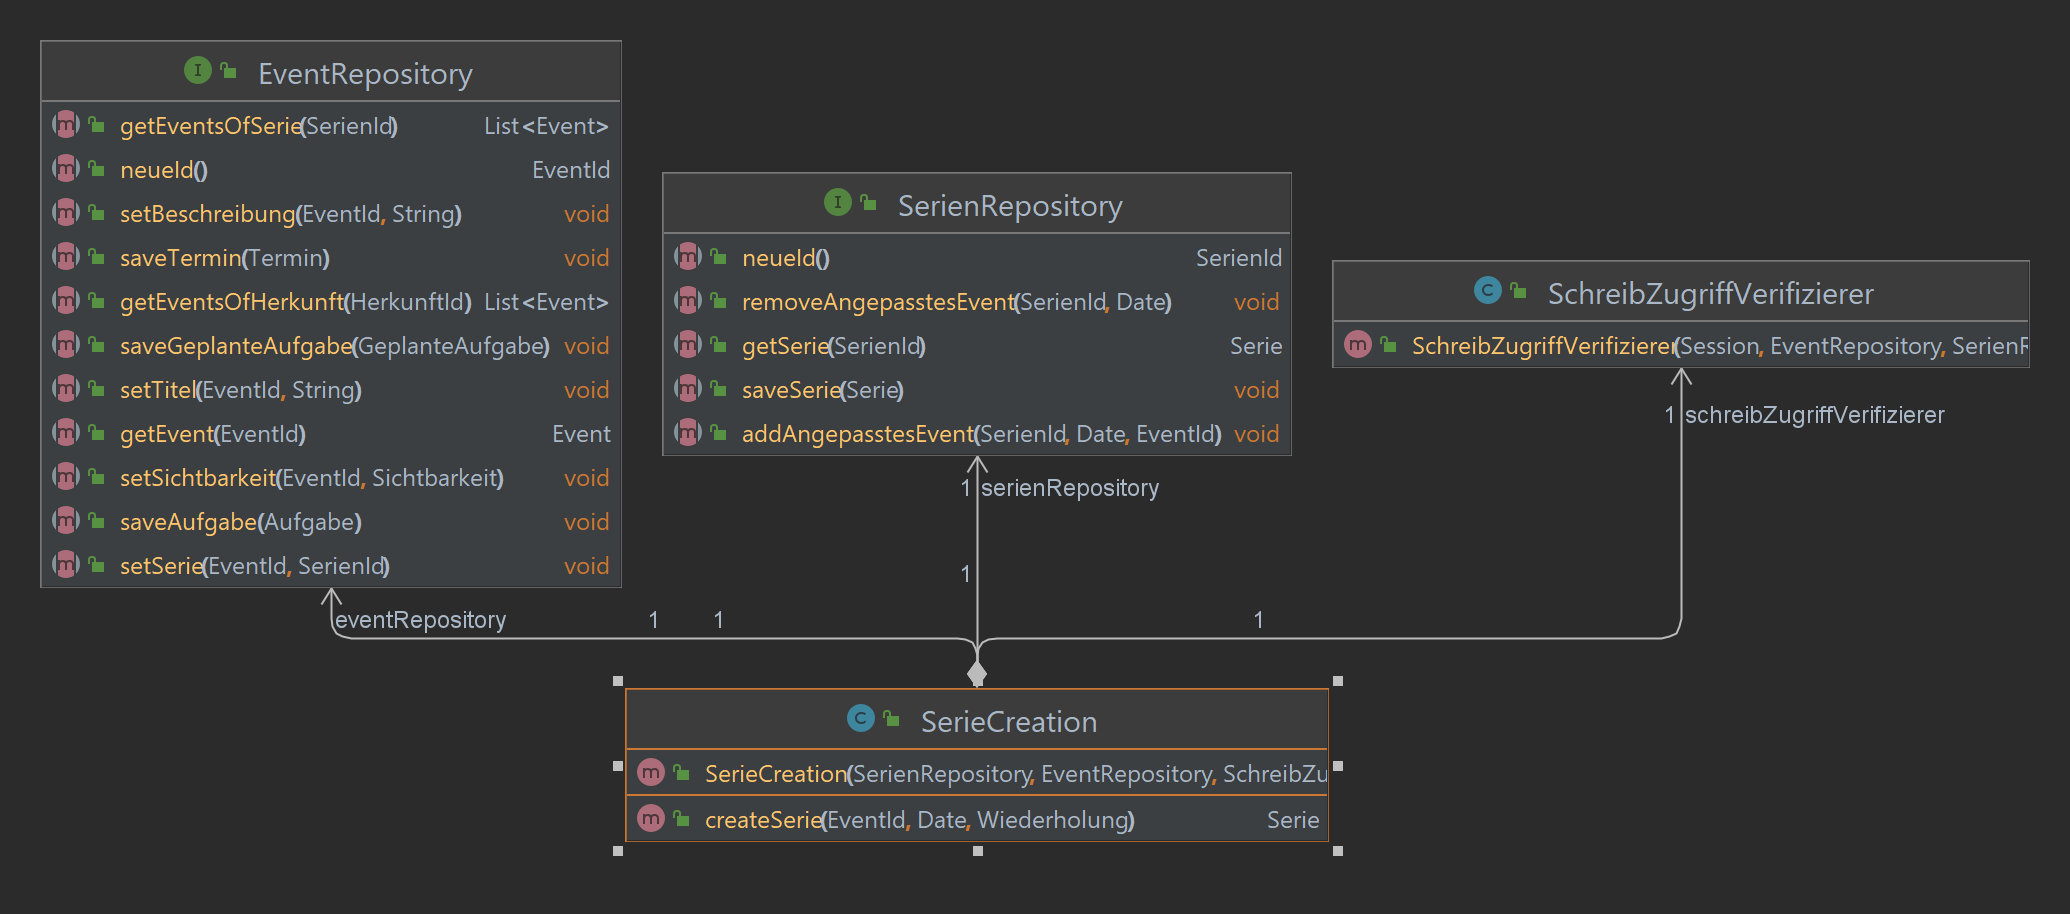 EventRepository
getEventsOfSerie(SerienId) List<Event>
neueId() EventId
setBeschreibung(EventId, String) void
saveTermin(Termin) void
getEventsOfHerkunft(HerkunftId) List<Event>
saveGeplanteAufgabe(GeplanteAufgabe) void
setTitel(EventId, String) void
getEvent(EventId) Event
setSichtbarkeit(EventId, Sichtbarkeit) void
saveAufgabe(Aufgabe) void
setSerie(EventId, SerienId) void
SerienRepository
neueId() SerienId
removeAngepasstesEvent(SerienId, Date) void
getSerie(SerienId) Serie
saveSerie(Serie) void
addAngepasstesEvent(SerienId, Date, EventId) void
SchreibZugriffVerifizierer
SchreibZugriffVerifizierer(Session, EventRepository, SerienR
1 schreibZugriffVerifizierer
1 serienRepository
1
eventRepository 1 1 1
SerieCreation
SerieCreation(SerienRepository, EventRepository, SchreibZu
createSerie(EventId, Date, Wiederholung) Serie